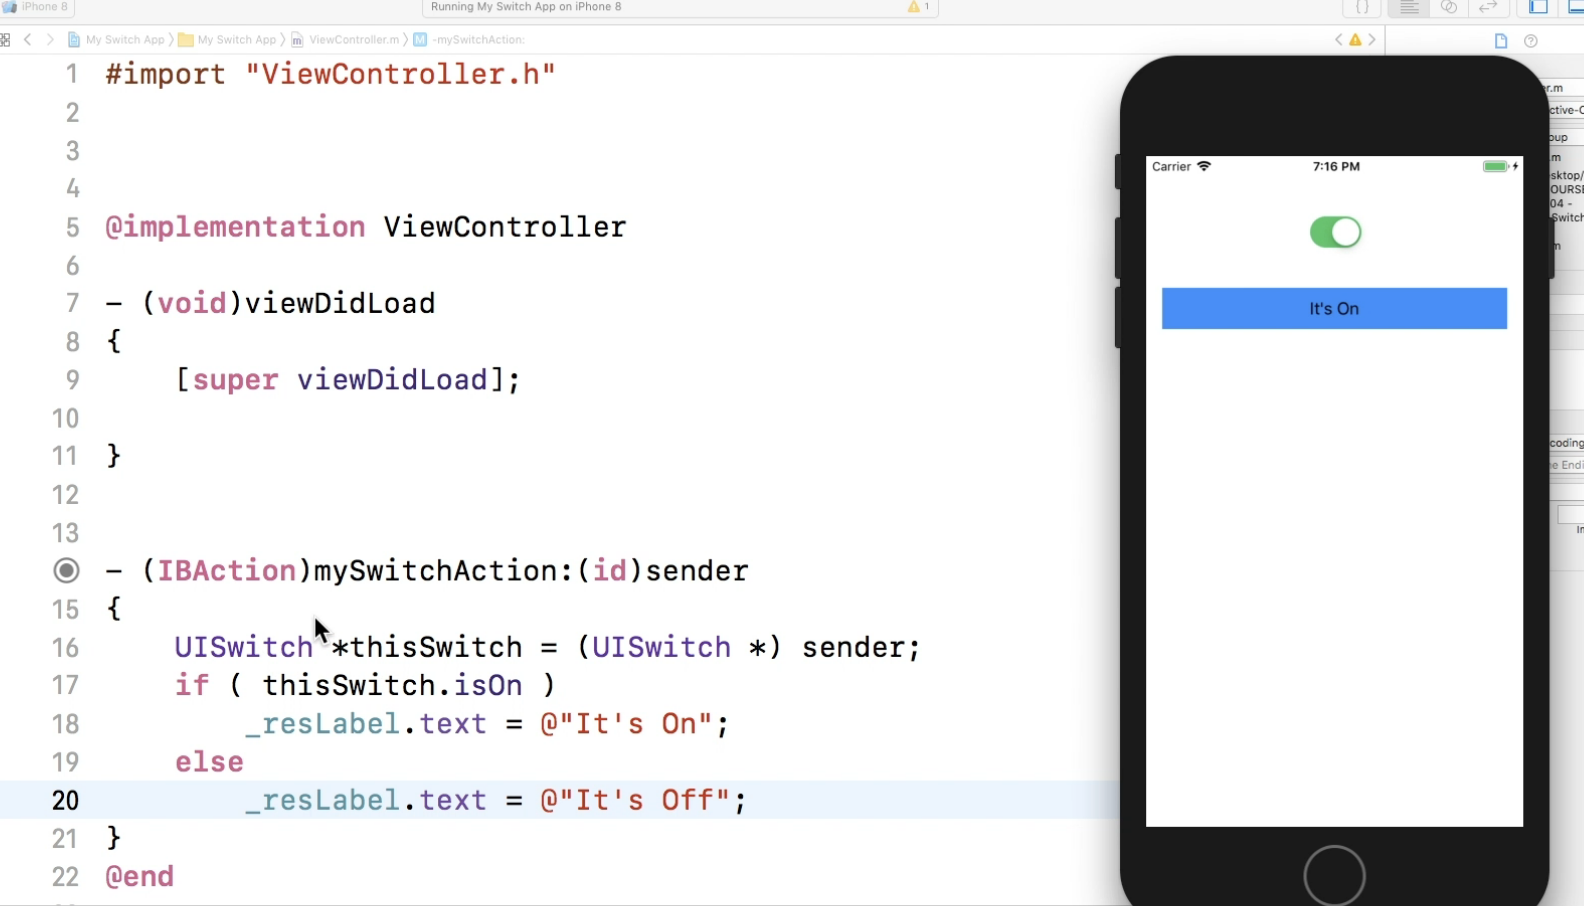 iPhone 8
Running My Switch App on iPhone 8
1
My Switch App
My Switch App
ViewController.m
M -mySwitchAction:
1 #import "ViewController.h"
2
3
4
5 @implementation ViewController
6
7 - (void)viewDidLoad
8 {
9 [super viewDidLoad];
10
11 }
12
13
- (IBAction)mySwitchAction:(id)sender
15 {
16 UISwitch *thisSwitch = (UISwitch *) sender;
17 if ( thisSwitch.isOn )
18 _resLabel.text = @"It's On";
19 else
20 _resLabel.text = @"It's Off";
21 }
22 @end
Carrier
7:16 PM
It's On
er.m
ctive-C
oup
.m
sktop/
OURSE
04 -
Switch
m
coding
e Endi
In